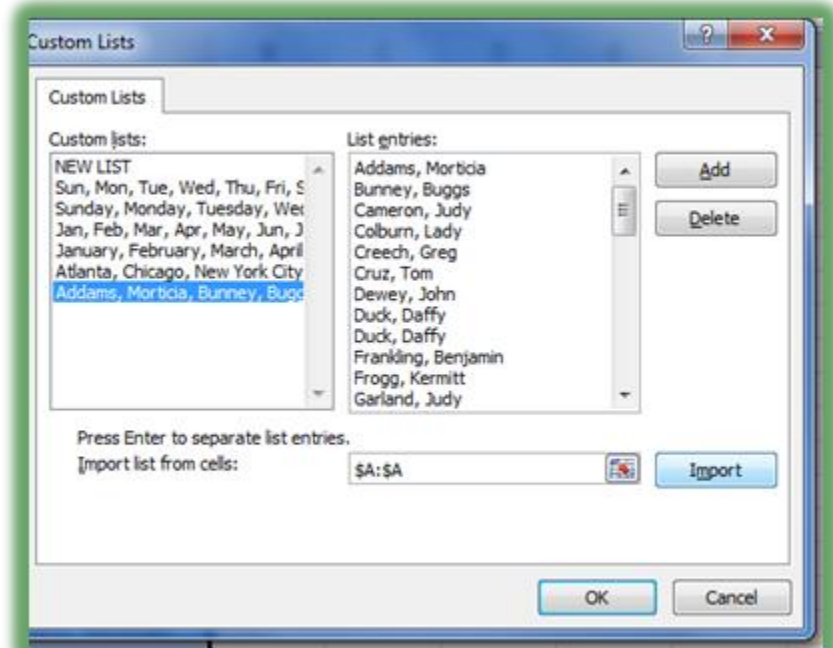 Custom Lists
Custom Lists
Custom lists:
NEW LIST
Sun, Mon, Tue, Wed, Thu, Fri, S
Sunday, Monday, Tuesday, Wed
Jan, Feb, Mar, Apr, May, Jun, J
January, February, March, April
Atlanta, Chicago, New York City
Addams, Morticia, Bunney, Bugg
List entries:
Addams, Morticia
Bunney, Buggs
Cameron, Judy
Colburn, Lady
Creech, Greg
Cruz, Tom
Dewey, John
Duck, Daffy
Duck, Daffy
Frankling, Benjamin
Frogg, Kermitt
Garland, Judy
Add
Delete
Press Enter to separate list entries.
Import list from cells:
$A:$A
Import
OK
Cancel